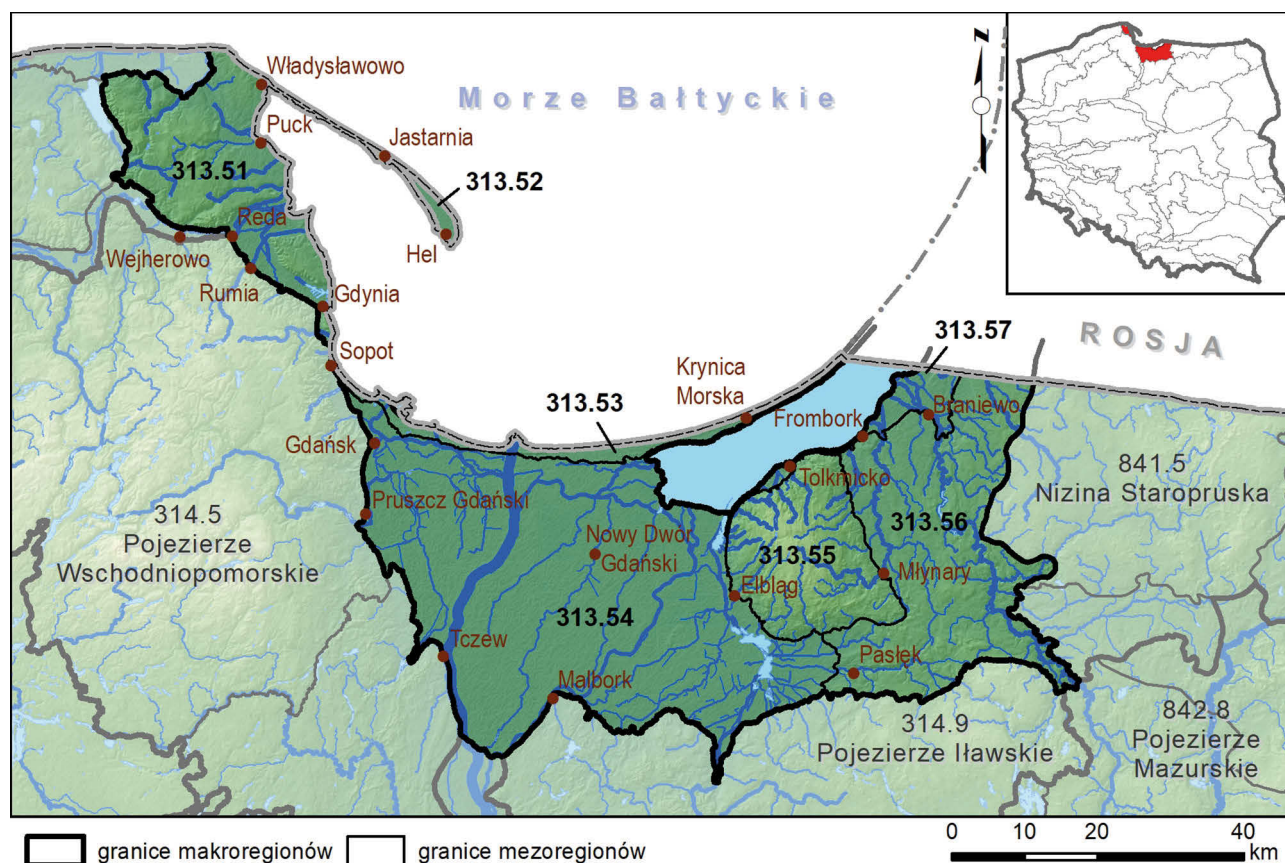 Władysławowo
Morze Bałtyckie
z
Puck
Jastarnia
313.51
313.52
Reda
Hel
Wejherowo
Rumia
Gdynia
313.57
ROSJA
Sopot
Krynica
Morska
313.53
Frombork
Braniewo
Gdańsk
Tolkmicko
841.5
Nizina Staropruska
Pruszcz Gdański
314.5
Pojezierze
Wschodniopomorskie
313.56
Nowy Dwór
Gdański
313.55
Młynary
Elbląg
313.54
Tczew
Pasłęk
Malbork
314.9
Pojezierze Iławskie
842.8
Pojezierze
Mazurskie
granice makroregionów
granice mezoregionów
0 10 20 40
km